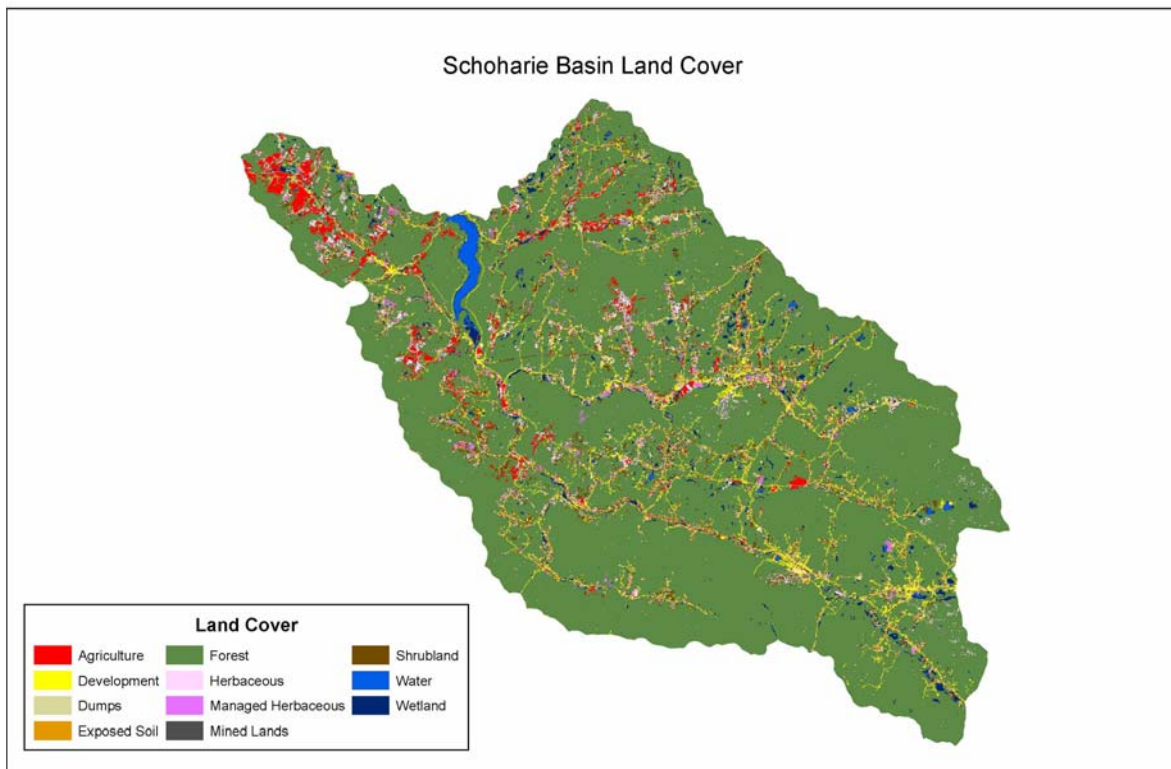 Schoharie Basin Land Cover
Land Cover
Agriculture
Forest
Shrubland
Development
Herbaceous
Water
Dumps
Managed Herbaceous
Wetland
Exposed Soil
Mined Lands